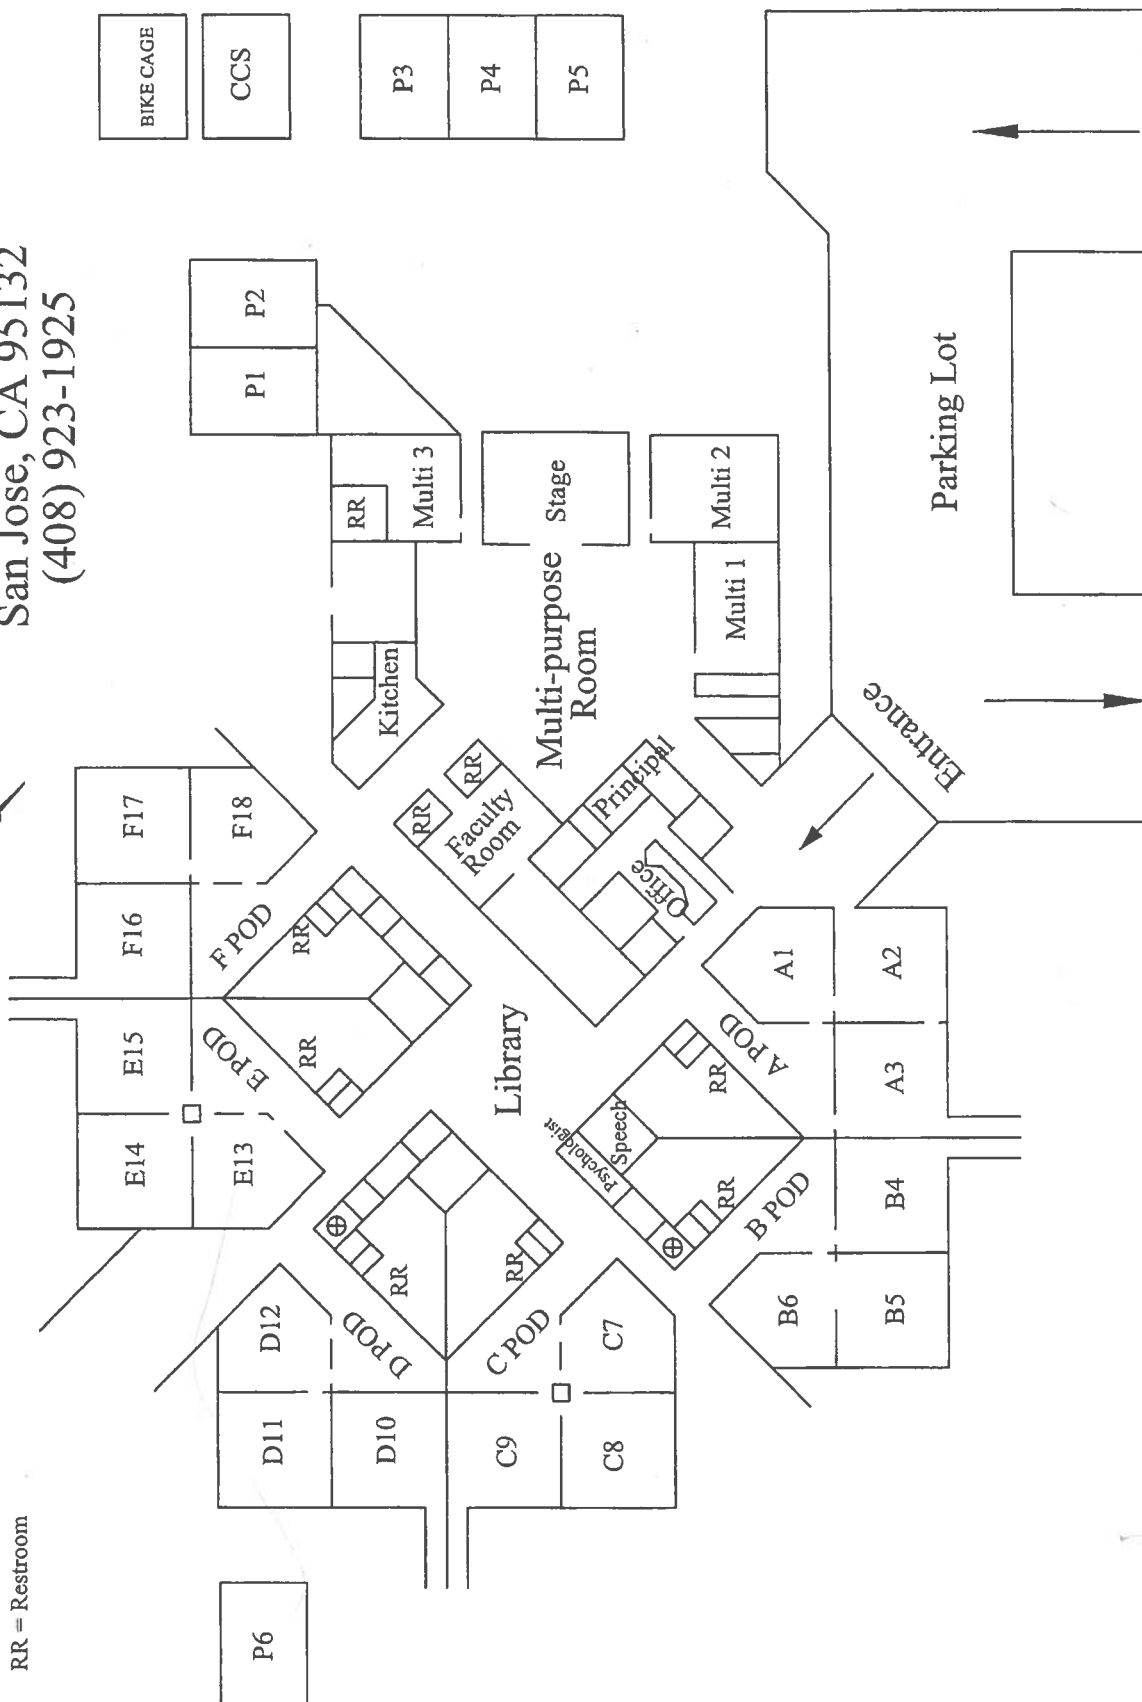 San Jose, CA 95132
(408) 923-1925
RR = Restroom
BIKE CAGE
CCS
P3
P4
P5
P1
P2
RR
Multi 3
Stage
Multi 2
Multi 1
Kitchen
Multi-purpose
Room
Parking Lot
Entrance
F17
F18
F16
F POD
RR
RR
RR
Faculty
Room
Principal
Office
E15
E14
E13
E POD
RR
Library
A1
A2
A3
A POD
RR
Speech
Psychologist
RR
B POD
B4
B5
B6
D12
D11
D10
D POD
RR
RR
C POD
C7
C9
C8
P6